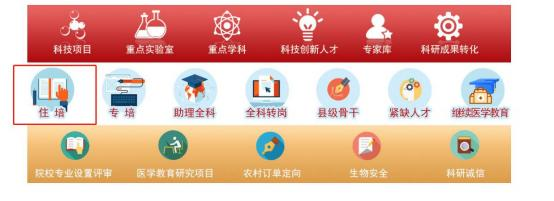 科技项目 重点实验室 重点学科 科技创新人才 专家库 科研成果转化
住 培 专 培 助理全科 全科转岗 县级骨干 紧缺人才 继续医学教育
院校专业设置评审 医学教育研究项目 农村订单定向 生物安全 科研诚信